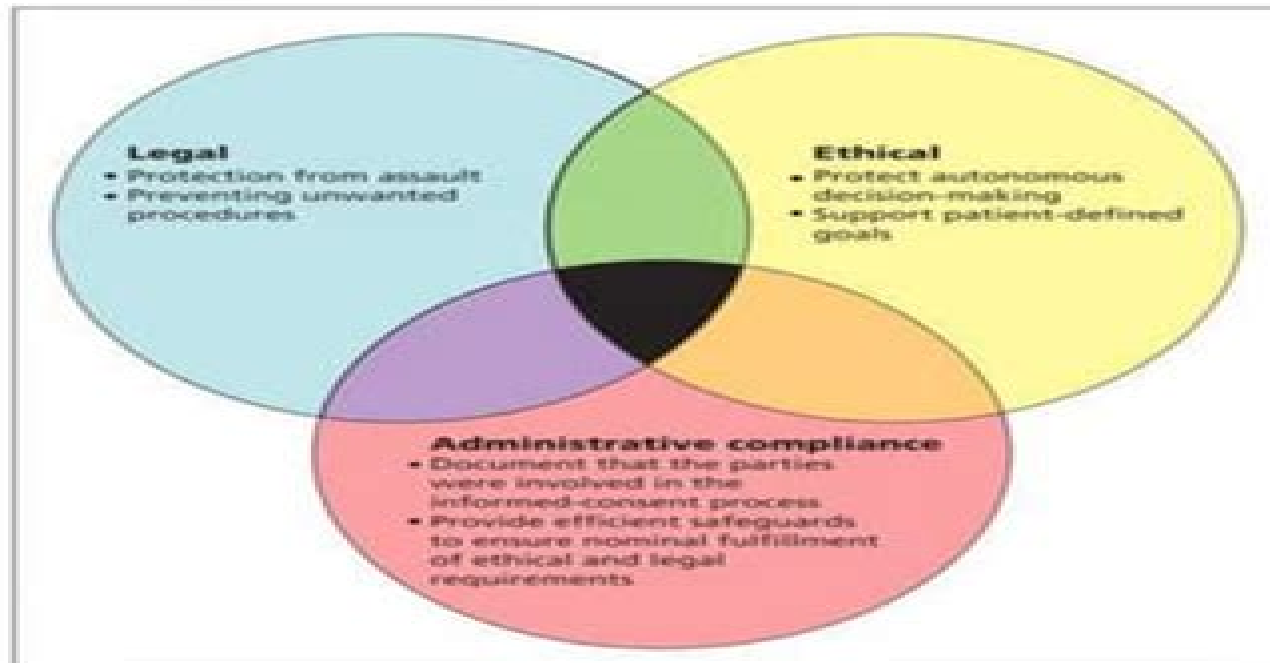 Legal
• Protection from assault
• Preventing unwanted
procedures
Ethical
• Protect autonomous
decision-making
• Support patient-defined
goals
Administrative compliance
• Document that the parties
were involved in the
informed-consent process
• Provide efficient safeguards
to ensure nominal fulfillment
of ethical and legal
requirements